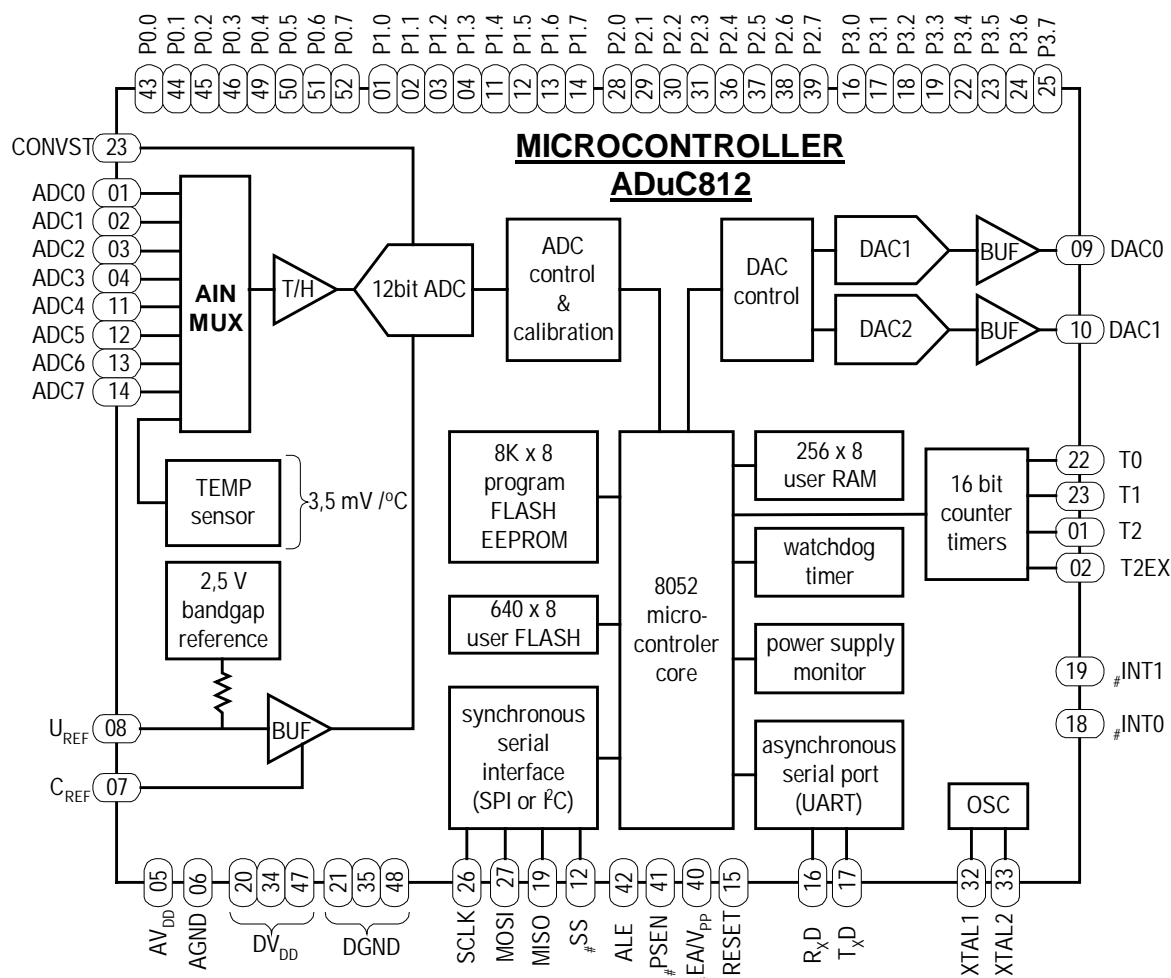 P0.0 P0.1 P0.2 P0.3 P0.4 P0.5 P0.6 P0.7 P1.0 P1.1 P1.2 P1.3 P1.4 P1.5 P1.6 P1.7 P2.0 P2.1 P2.2 P2.3 P2.4 P2.5 P2.6 P2.7 P3.0 P3.1 P3.2 P3.3 P3.4 P3.5 P3.6 P3.7
43 44 45 46 49 50 51 52 01 02 03 04 11 12 13 14 28 29 30 31 36 37 38 39 16 17 18 19 22 23 24 25
MICROCONTROLLER
ADuC812
CONVST 23
ADC0 01
ADC1 02
ADC2 03
ADC3 04
ADC4 11
ADC5 12
ADC6 13
ADC7 14
AIN
MUX
T/H
12bit ADC
ADC
control
&
calibration
DAC
control
DAC1
BUF
09 DAC0
DAC2
BUF
10 DAC1
TEMP
sensor
3,5 mV /ºC
2,5 V
bandgap
reference
U_REF 08
BUF
C_REF 07
8K x 8
program
FLASH
EEPROM
640 x 8
user FLASH
synchronous
serial
interface
(SPI or I²C)
8052
micro-
controler
core
256 x 8
user RAM
watchdog
timer
power supply
monitor
asynchronous
serial port
(UART)
16 bit
counter
timers
22 T0
23 T1
01 T2
02 T2EX
19 #INT1
18 #INT0
OSC
05 06 20 34 47 21 35 48 26 27 19 12 42 41 40 15 16 17 32 33
AV_DD AGND DV_DD DGND SCLK MOSI MISO #SS ALE #PSEN EA/V_PP RESET R_XD T_XD XTAL1 XTAL2